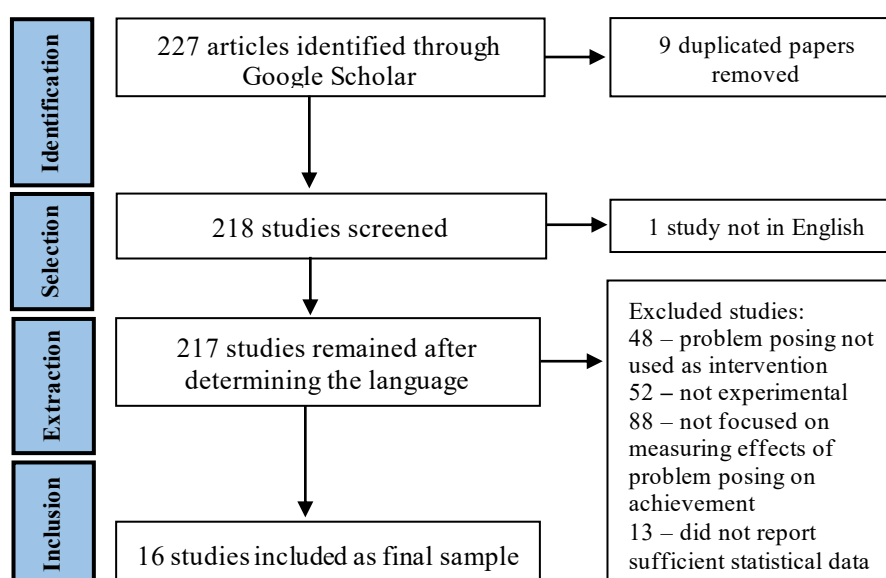 Identification
227 articles identified through
Google Scholar
9 duplicated papers
removed
Selection
218 studies screened
1 study not in English
Extraction
217 studies remained after
determining the language
Excluded studies:
48 – problem posing not
used as intervention
52 – not experimental
88 – not focused on
measuring effects of
problem posing on
achievement
13 – did not report
sufficient statistical data
Inclusion
16 studies included as final sample